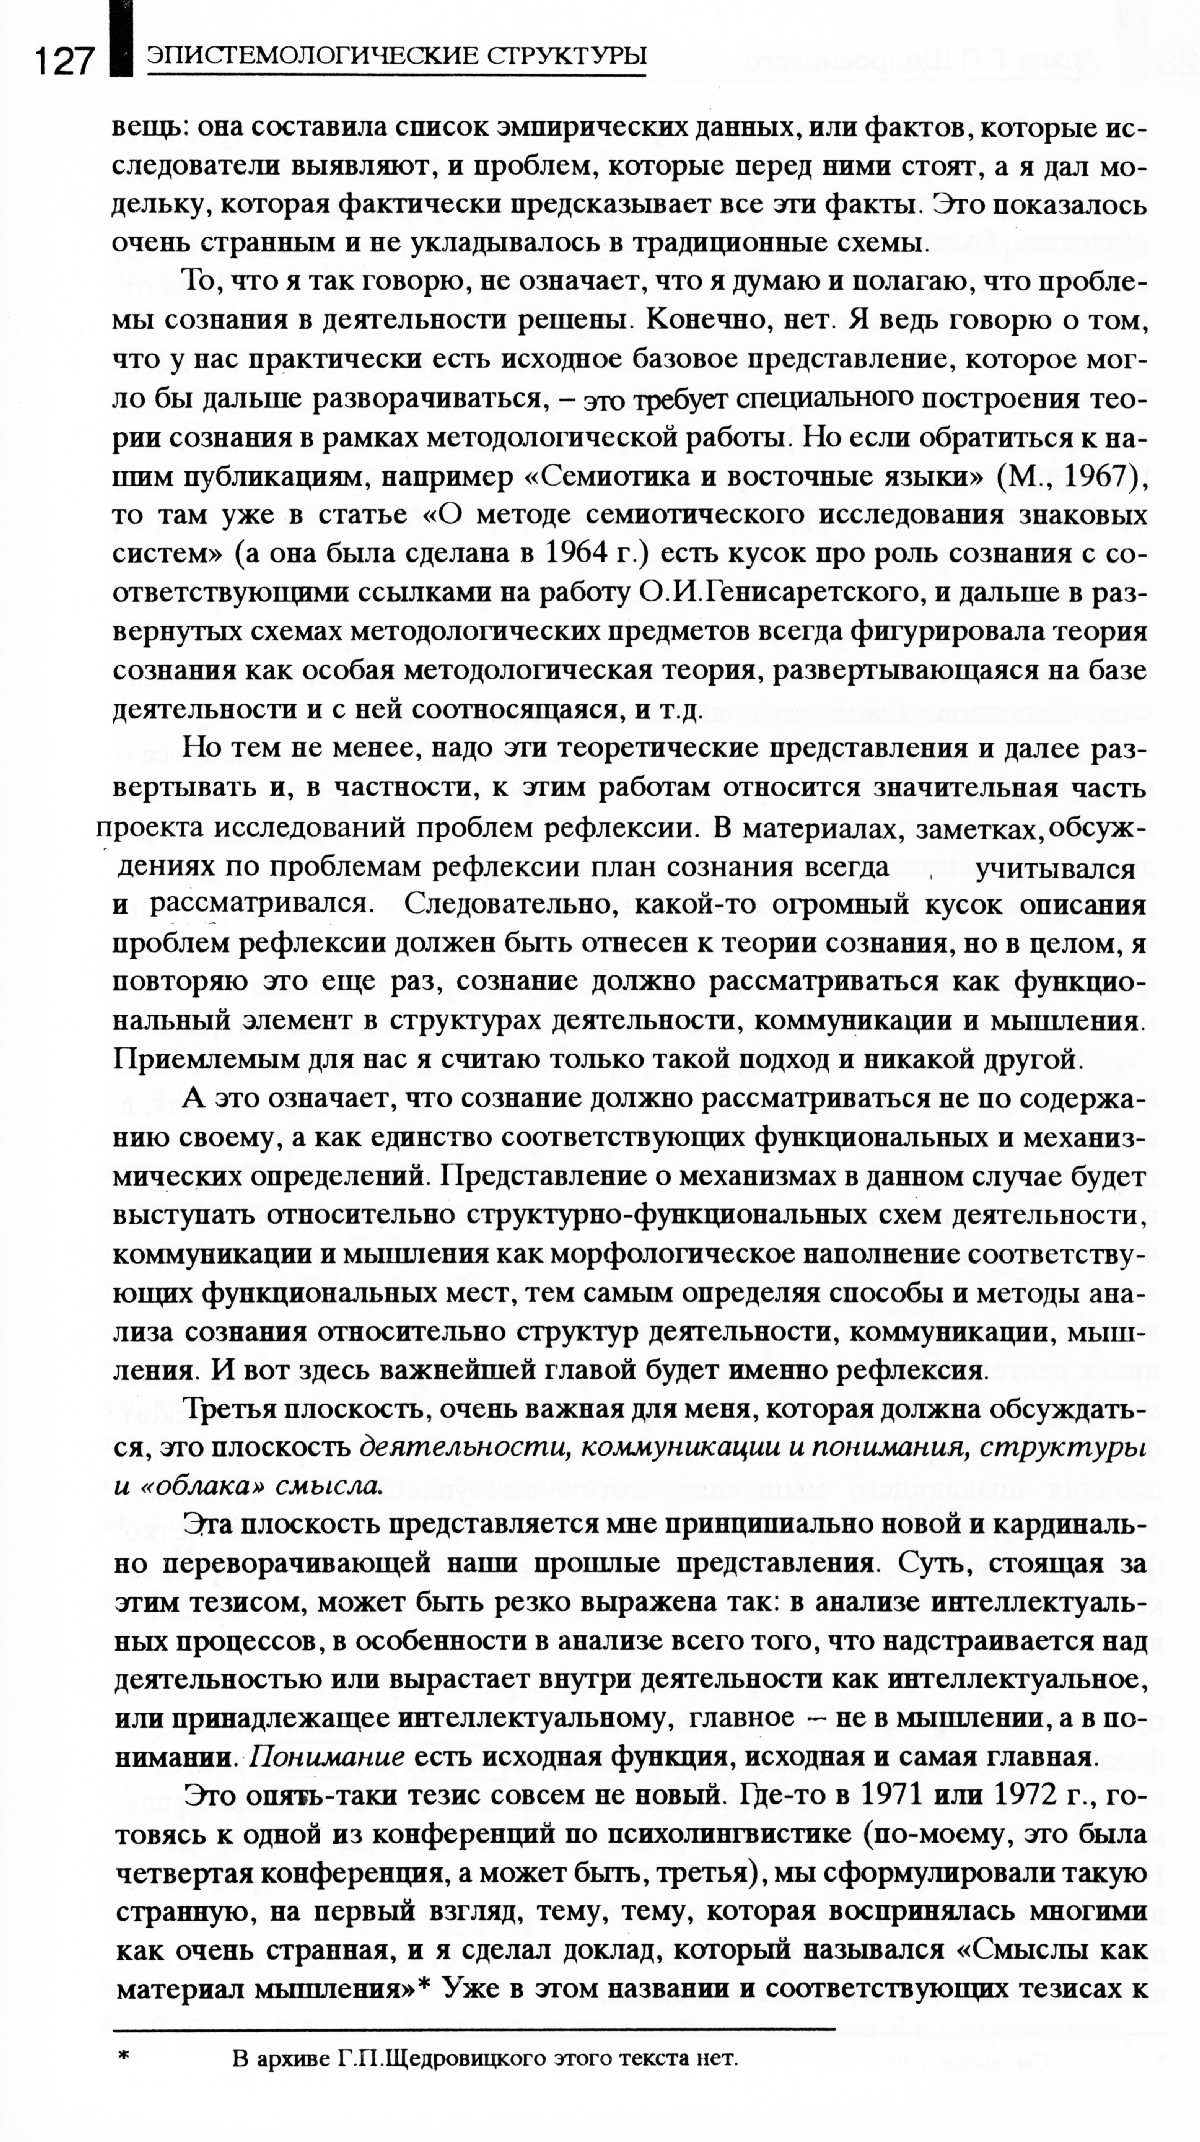 127 ЭПИСТЕМОЛОГИЧЕСКИЕ СТРУКТУРЫ
вещь: она составила список эмпирических данных, или фактов, которые ис-
следователи выявляют, и проблем, которые перед ними стоят, а я дал мо-
дельку, которая фактически предсказывает все эти факты. Это показалось
очень странным и не укладывалось в традиционные схемы.
То, что я так говорю, не означает, что я думаю и полагаю, что пробле-
мы сознания в деятельности решены. Конечно, нет. Я ведь говорю о том,
что у нас практически есть исходное базовое представление, которое мог-
ло бы дальше разворачиваться, – это требует специального построения тео-
рии сознания в рамках методологической работы. Но если обратиться к на-
шим публикациям, например «Семиотика и восточные языки» (М., 1967),
то там уже в статье «О методе семиотического исследования знаковых
систем» (а она была сделана в 1964 г.) есть кусок про роль сознания с со-
ответствующими ссылками на работу О.И.Генисаретского, и дальше в раз-
вернутых схемах методологических предметов всегда фигурировала теория
сознания как особая методологическая теория, развертывающаяся на базе
деятельности и с ней соотносящаяся, и т.д.
Но тем не менее, надо эти теоретические представления и далее раз-
вертывать и, в частности, к этим работам относится значительная часть
проекта исследований проблем рефлексии. В материалах, заметках, обсуж-
дениях по проблемам рефлексии план сознания всегда , учитывался
и рассматривался. Следовательно, какой-то огромный кусок описания
проблем рефлексии должен быть отнесен к теории сознания, но в целом, я
повторяю это еще раз, сознание должно рассматриваться как функцио-
нальный элемент в структурах деятельности, коммуникации и мышления.
Приемлемым для нас я считаю только такой подход и никакой другой.
А это означает, что сознание должно рассматриваться не по содержа-
нию своему, а как единство соответствующих функциональных и механиз-
мических определений. Представление о механизмах в данном случае будет
выступать относительно структурно-функциональных схем деятельности,
коммуникации и мышления как морфологическое наполнение соответству-
ющих функциональных мест, тем самым определяя способы и методы ана-
лиза сознания относительно структур деятельности, коммуникации, мыш-
ления. И вот здесь важнейшей главой будет именно рефлексия.
Третья плоскость, очень важная для меня, которая должна обсуждать-
ся, это плоскость деятельности, коммуникации и понимания, структуры
и «облака» смысла.
Эта плоскость представляется мне принципиально новой и кардиналь-
но переворачивающей наши прошлые представления. Суть, стоящая за
этим тезисом, может быть резко выражена так: в анализе интеллектуаль-
ных процессов, в особенности в анализе всего того, что надстраивается над
деятельностью или вырастает внутри деятельности как интеллектуальное,
или принадлежащее интеллектуальному, главное – не в мышлении, а в по-
нимании. Понимание есть исходная функция, исходная и самая главная.
Это опять-таки тезис совсем не новый. Где-то в 1971 или 1972 г., го-
товясь к одной из конференций по психолингвистике (по-моему, это была
четвертая конференция, а может быть, третья), мы сформулировали такую
странную, на первый взгляд, тему, тему, которая воспринялась многими
как очень странная, и я сделал доклад, который назывался «Смыслы как
материал мышления»* Уже в этом названии и соответствующих тезисах к
* В архиве Г.П.Щедровицкого этого текста нет.